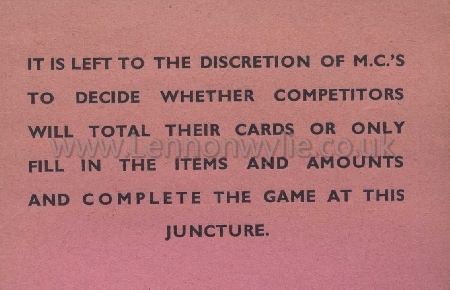 IT IS LEFT TO THE DISCRETION OF M.C.'S
TO DECIDE WHETHER COMPETITORS
WILL TOTAL THEIR CARDS OR ONLY
www.Lennonwylie.co.uk
FILL IN THE ITEMS AND AMOUNTS
AND COMPLETE THE GAME AT THIS
JUNCTURE.